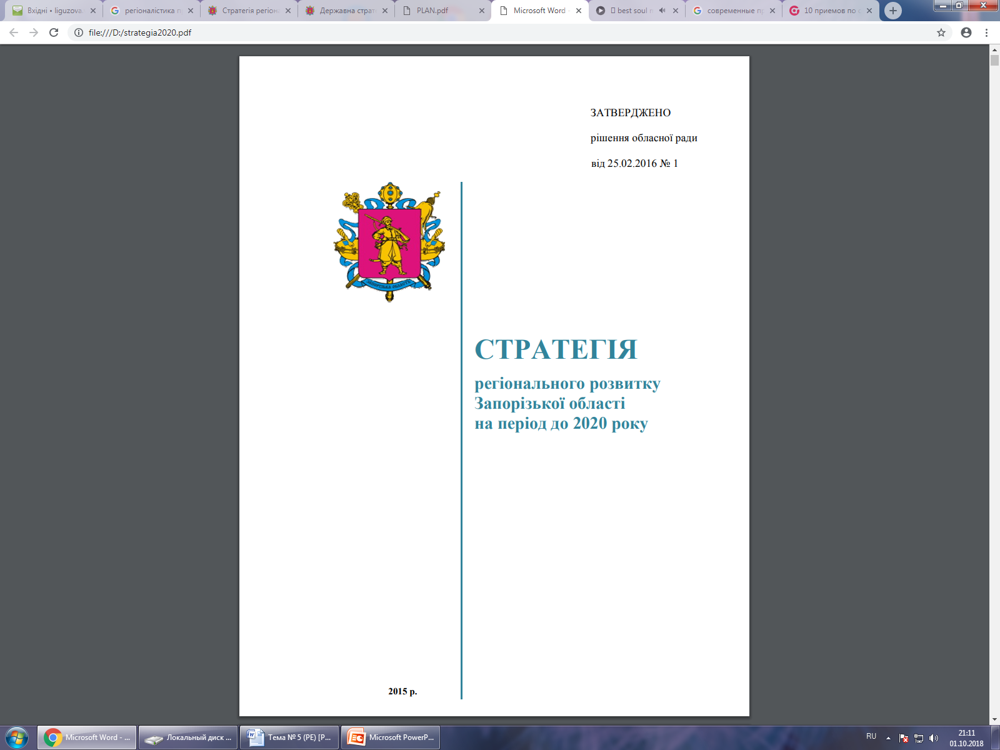 Вхідні • liguzova.
регіоналістика п
Стратегія регіон
Державна страт
PLAN.pdf
Microsoft Word -
best soul m
современные пр
10 приемов по с
file:///D:/strategia2020.pdf
ЗАТВЕРДЖЕНО
рішення обласної ради
від 25.02.2016 № 1
ЗАПОРІЗЬКА ОБЛАСТЬ
СТРАТЕГІЯ
регіонального розвитку
Запорізької області
на період до 2020 року
2015 р.
Microsoft Word - ...
Локальный диск ...
Тема № 5 (РЕ) [Р...
Microsoft PowerP...
RU
21:11
01.10.2018